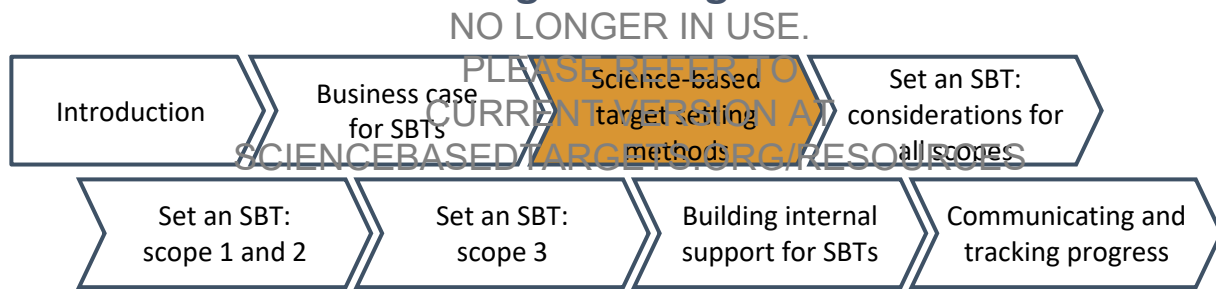 NO LONGER IN USE.
PLEASE REFER TO
CURRENT VERSION AT
SCIENCEBASEDTARGETS.ORG/RESOURCES
Introduction
Business case
for SBTs
Science-based
target setting
methods
Set an SBT:
considerations for
all scopes
Set an SBT:
scope 1 and 2
Set an SBT:
scope 3
Building internal
support for SBTs
Communicating and
tracking progress